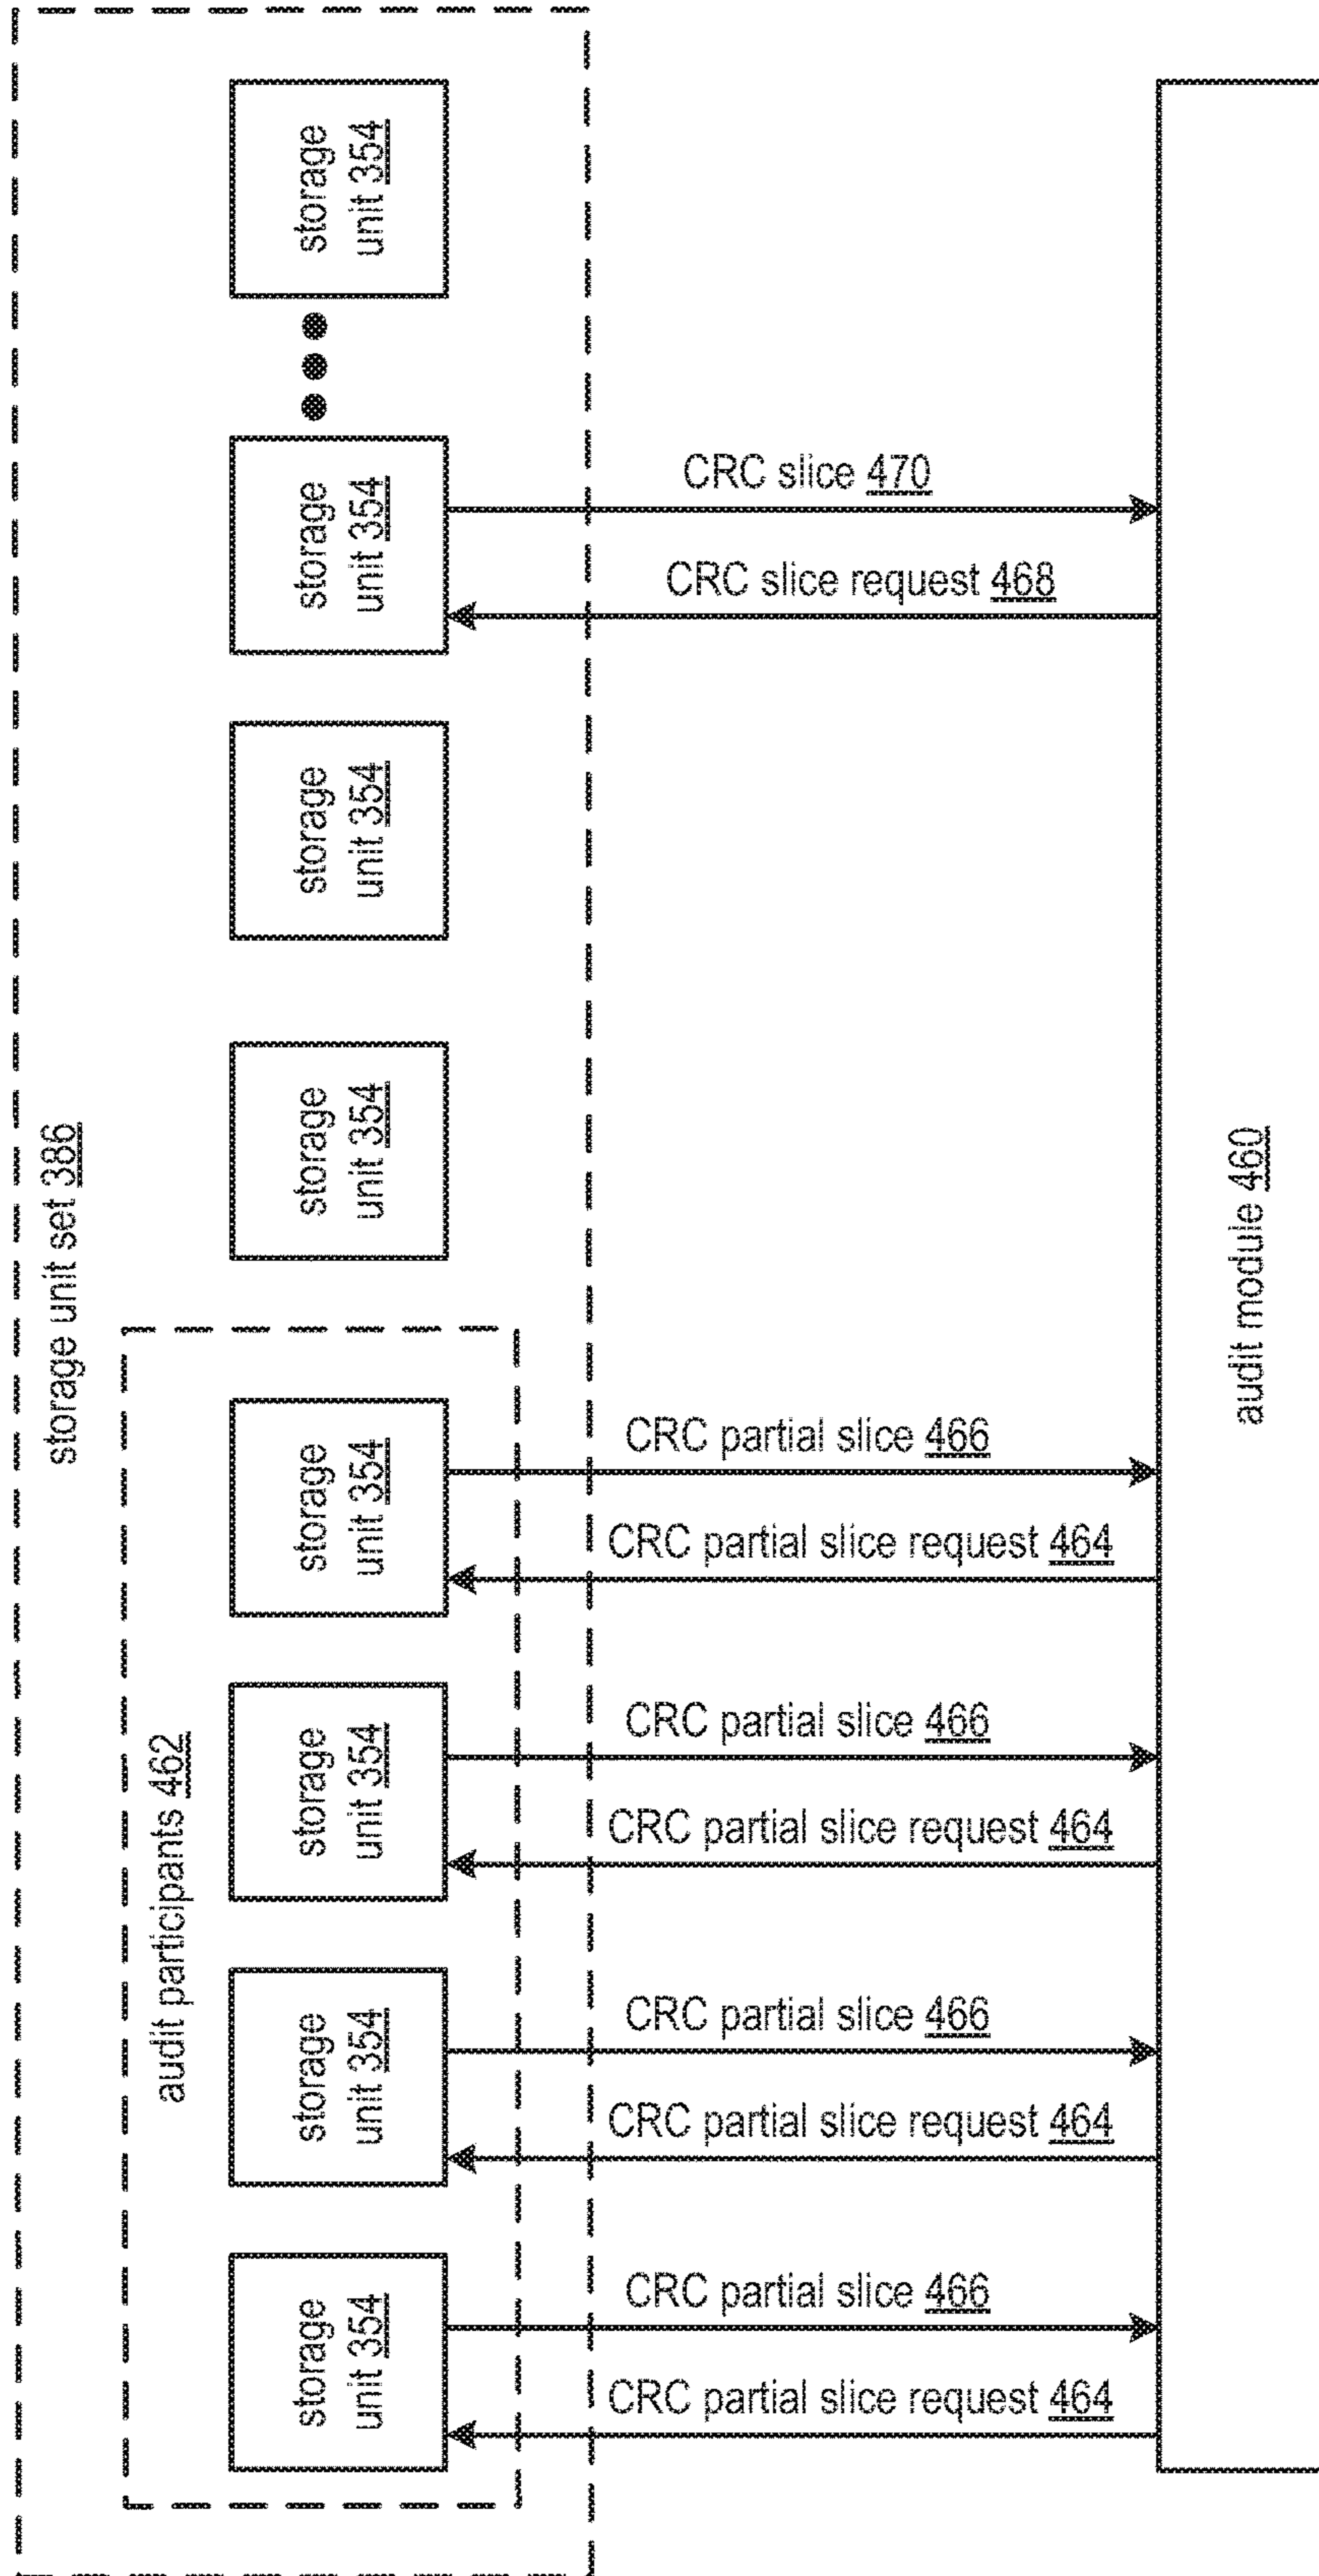 storage unit set 386
audit participants 462
storage
unit 354
storage
unit 354
storage
unit 354
storage
unit 354
storage
unit 354
storage
unit 354
storage
unit 354
storage
unit 354
CRC partial slice request 464
CRC partial slice 466
CRC partial slice request 464
CRC partial slice 466
CRC partial slice request 464
CRC partial slice 466
CRC partial slice request 464
CRC partial slice 466
CRC slice request 468
CRC slice 470
audit module 460